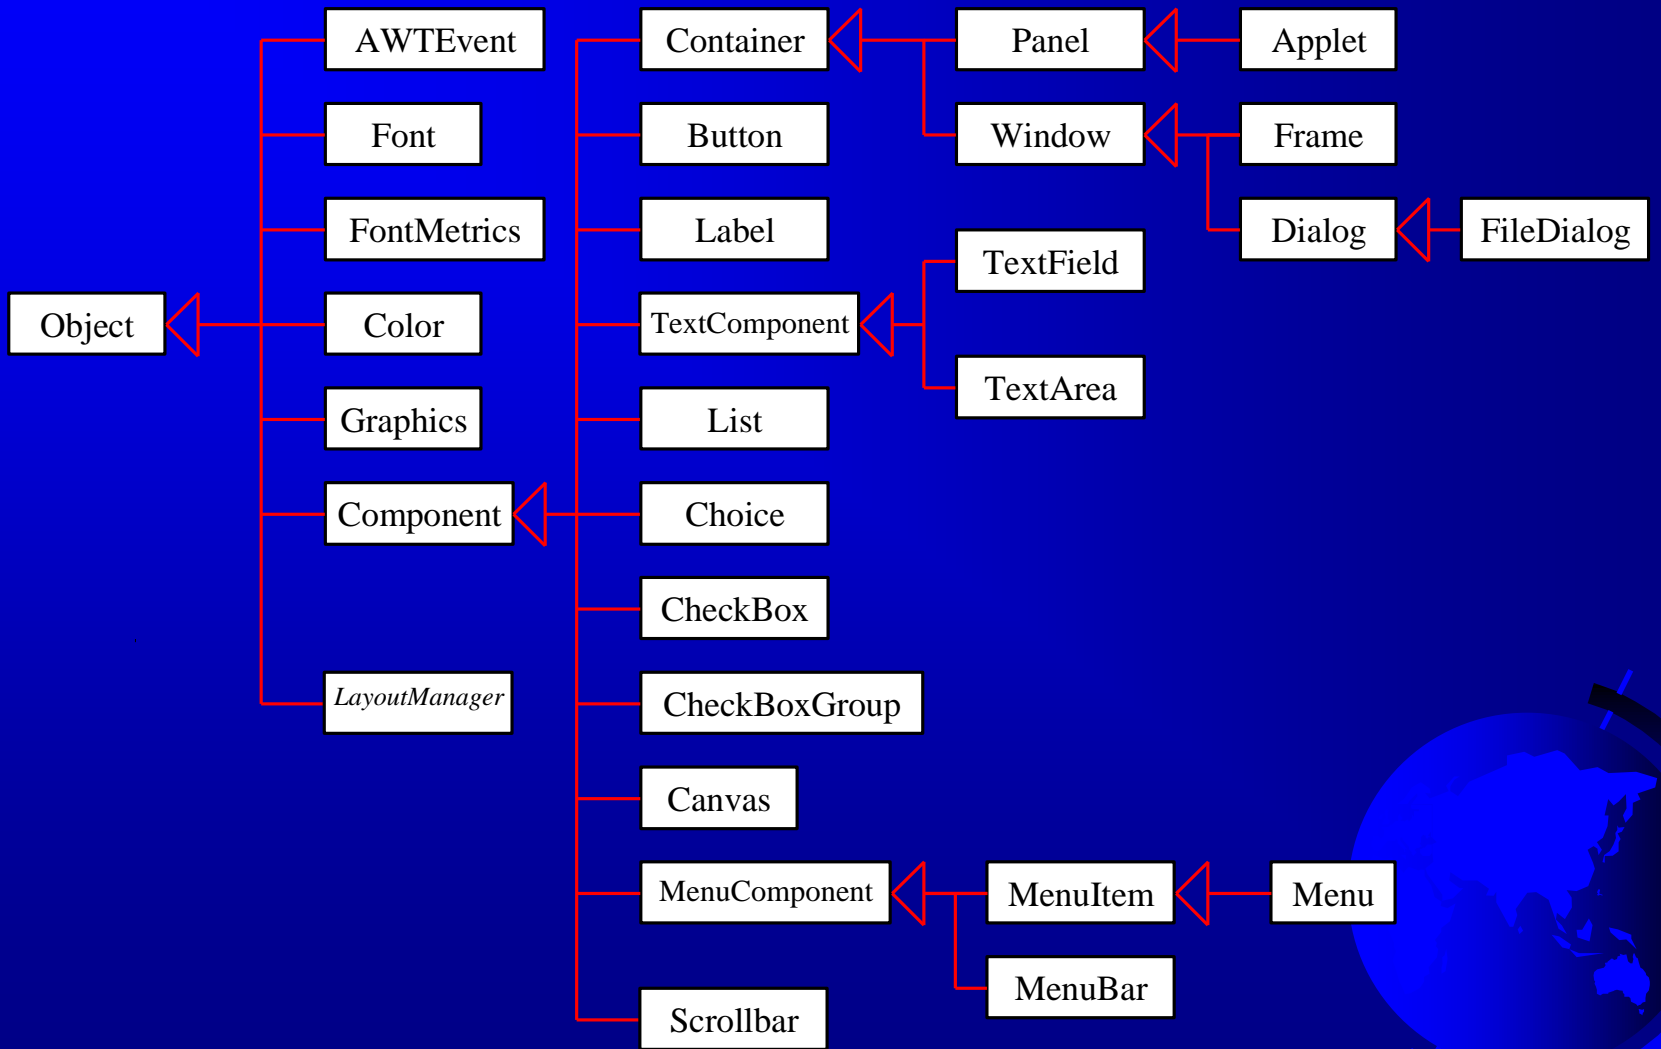 AWTEvent
Container
Panel
Applet
Font
Button
Window
Frame
FontMetrics
Label
Dialog
FileDialog
TextField
Object
Color
TextComponent
TextArea
Graphics
List
Component
Choice
CheckBox
LayoutManager
CheckBoxGroup
Canvas
MenuComponent
MenuItem
Menu
MenuBar
Scrollbar